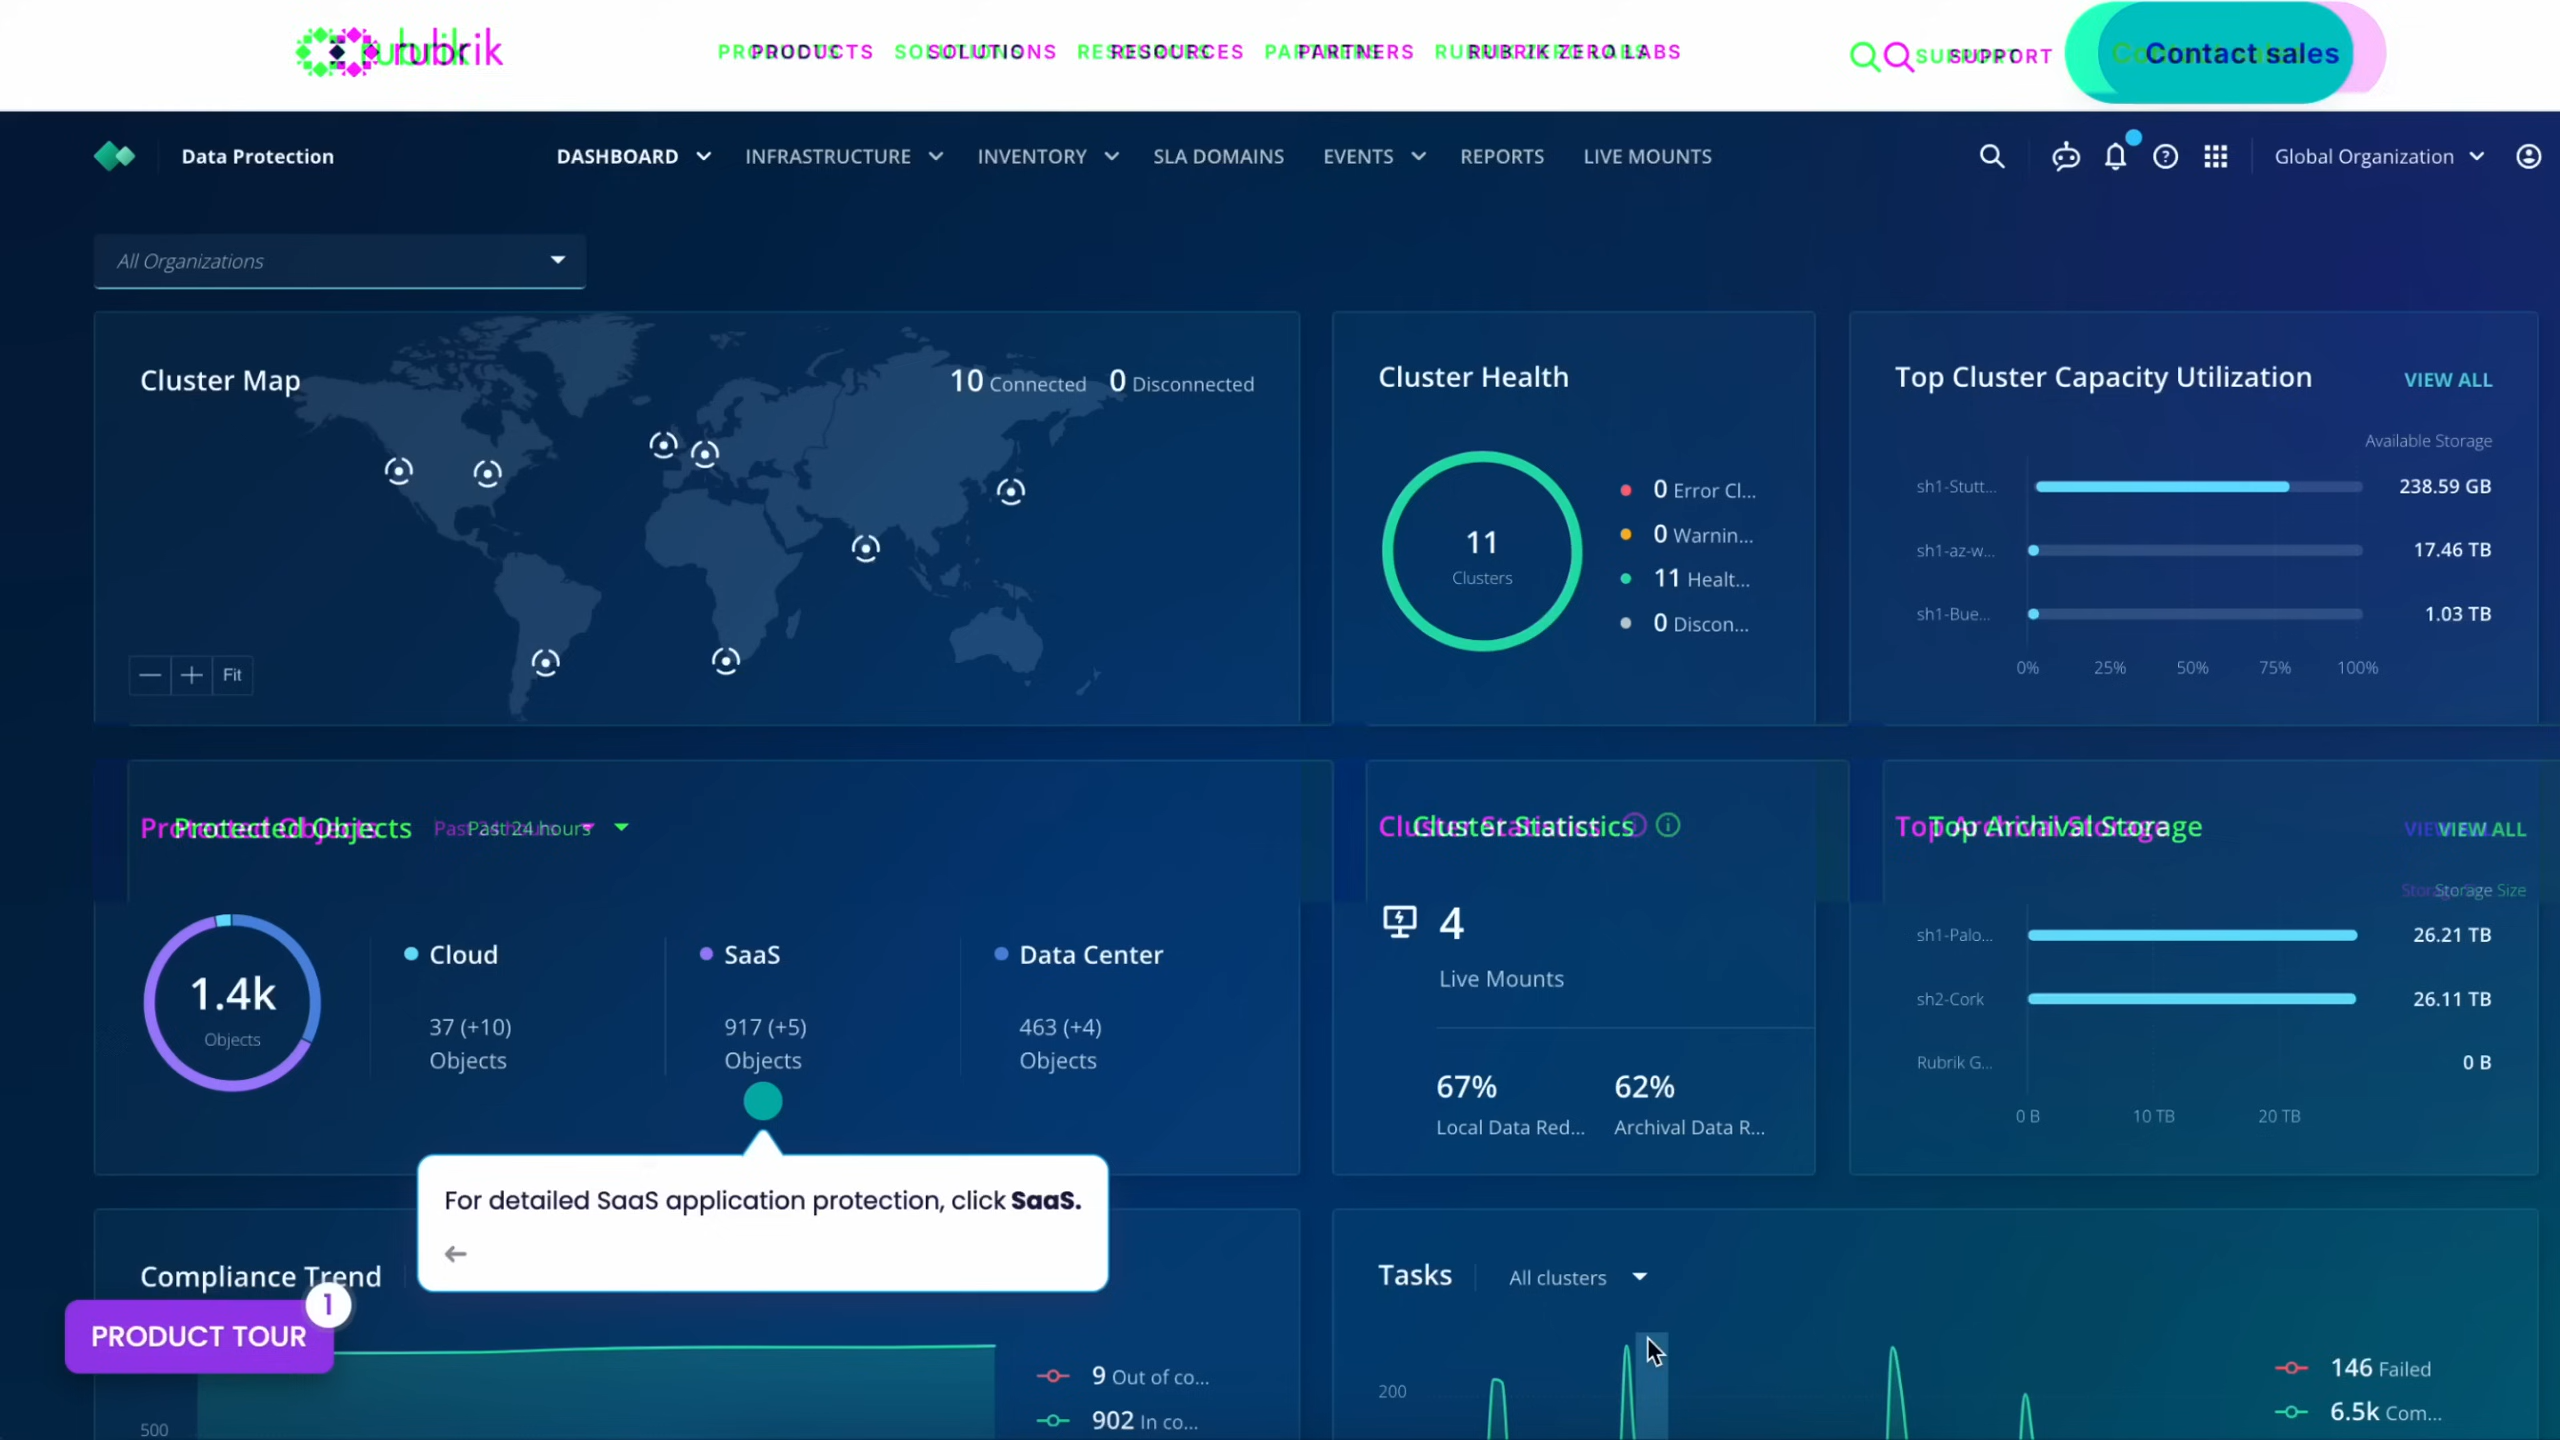 rubrik
PRODUCTS SOLUTIONS RESOURCES PARTNERS RUBRIK ZERO LABS SUPPORT Contact sales
Data Protection DASHBOARD INFRASTRUCTURE INVENTORY SLA DOMAINS EVENTS REPORTS LIVE MOUNTS Global Organization
All Organizations
Cluster Map 10 Connected 0 Disconnected
Fit
Cluster Health
11
Clusters
0 Error Cl...
0 Warnin...
11 Healt...
0 Discon...
Top Cluster Capacity Utilization VIEW ALL
Available Storage
sh1-Stutt... 238.59 GB
sh1-az-w... 17.46 TB
sh1-Bue... 1.03 TB
0% 25% 50% 75% 100%
Protected Objects Past 24 hours
1.4k
Objects
Cloud
37 (+10)
Objects
SaaS
917 (+5)
Objects
Data Center
463 (+4)
Objects
Cluster Statistics
4
Live Mounts
67%
Local Data Red...
62%
Archival Data R...
Top Archival Storage VIEW ALL
Storage Size
sh1-Palo... 26.21 TB
sh2-Cork 26.11 TB
Rubrik G... 0 B
0 B 10 TB 20 TB
For detailed SaaS application protection, click SaaS.
Compliance Trend
1
PRODUCT TOUR
500
9 Out of co...
902 In co...
Tasks All clusters
200
146 Failed
6.5k Com...